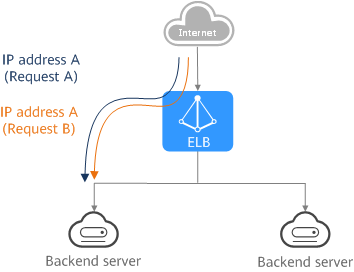 Internet
IP address A
(Request A)
IP address A
(Request B)
ELB
Backend server
Backend server